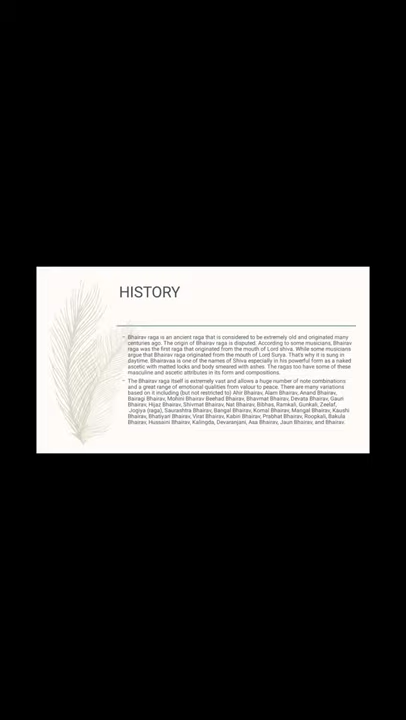 HISTORY
– Bhairav raga is an ancient raga that is considered to be extremely old and originated many
centuries ago. The origin of Bhairav raga is disputed. According to some musicians, Bhairav
raga was the first raga that originated from the mouth of Lord shiva. While some musicians
argue that Bhairav raga originated from the mouth of Lord Surya. That's why it is sung in
daytime. Bhairavaa is one of the names of Shiva especially in his powerful form as a naked
ascetic with matted locks and body smeared with ashes. The ragas too have some of these
masculine and ascetic attributes in its form and compositions.
– The Bhairav raga itself is extremely vast and allows a huge number of note combinations
and a great range of emotional qualities from valour to peace. There are many variations
based on it including (but not restricted to) Ahir Bhairav, Alam Bhairav, Anand Bhairav,
Bairagi Bhairav, Mohini Bhairav Beehad Bhairav, Bhavmat Bhairav, Devata Bhairav, Gauri
Bhairav, Hijaz Bhairav, Shivmat Bhairav, Nat Bhairav, Bibhas, Ramkali, Gunkali, Zeelaf,
Jogiya (raga), Saurashtra Bhairav, Bangal Bhairav, Komal Bhairav, Mangal Bhairav, Kaushi
Bhairav, Bhatiyari Bhairav, Virat Bhairav, Kabiri Bhairav, Prabhat Bhairav, Roopkali, Bakula
Bhairav, Hussaini Bhairav, Kalingda, Devaranjani, Asa Bhairav, Jaun Bhairav, and Bhairav.